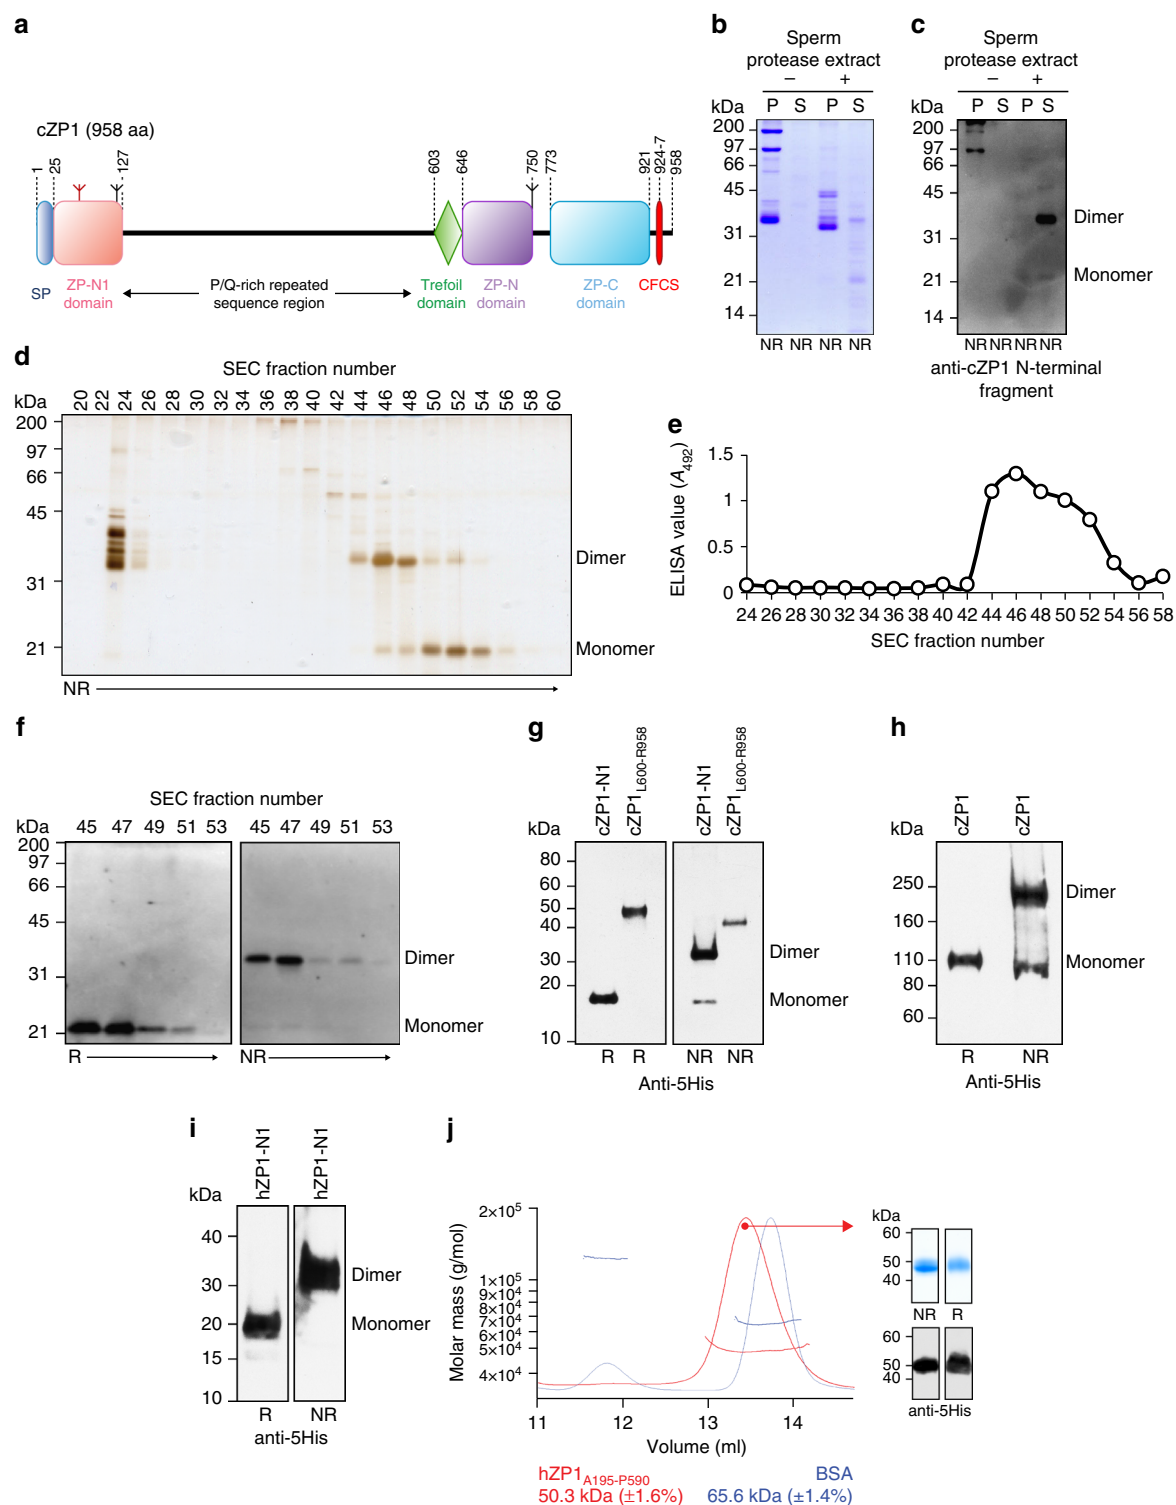 a
cZP1 (958 aa)
1
25
127
603
646
750
773
921
924-7
958
SP
ZP-N1 domain
P/Q-rich repeated sequence region
Trefoil domain
ZP-N domain
ZP-C domain
CFCS
b
Sperm protease extract
– +
kDa P S P S
200
97
66
45
31
21
14
NR NR NR NR
c
Sperm protease extract
– +
kDa P S P S
200
97
66
45
31
21
14
Dimer
Monomer
NR NR NR NR
anti-cZP1 N-terminal fragment
d
SEC fraction number
kDa 20 22 24 26 28 30 32 34 36 38 40 42 44 46 48 50 52 54 56 58 60
200
97
66
45
31
21
Dimer
Monomer
NR
e
ELISA value (A492)
1.5
1
0.5
0
24 26 28 30 32 34 36 38 40 42 44 46 48 50 52 54 56 58
SEC fraction number
f
SEC fraction number
kDa 45 47 49 51 53 45 47 49 51 53
200
97
66
45
31
21
Dimer
Monomer
R NR
g
cZP1-N1
cZP1L600-R958
cZP1-N1
cZP1L600-R958
kDa
80
60
50
40
30
20
10
Dimer
Monomer
R R NR NR
Anti-5His
h
cZP1
cZP1
kDa
250
160
110
80
60
Dimer
Monomer
R NR
Anti-5His
i
hZP1-N1
hZP1-N1
kDa
40
30
20
15
10
Dimer
Monomer
R NR
anti-5His
j
Molar mass (g/mol)
2×10⁵
1×10⁵
9×10⁴
8×10⁴
7×10⁴
6×10⁴
5×10⁴
4×10⁴
11 12 13 14
Volume (ml)
hZP1A195-P590
50.3 kDa (±1.6%)
BSA
65.6 kDa (±1.4%)
kDa
60
50
40
NR R
60
50
40
anti-5His